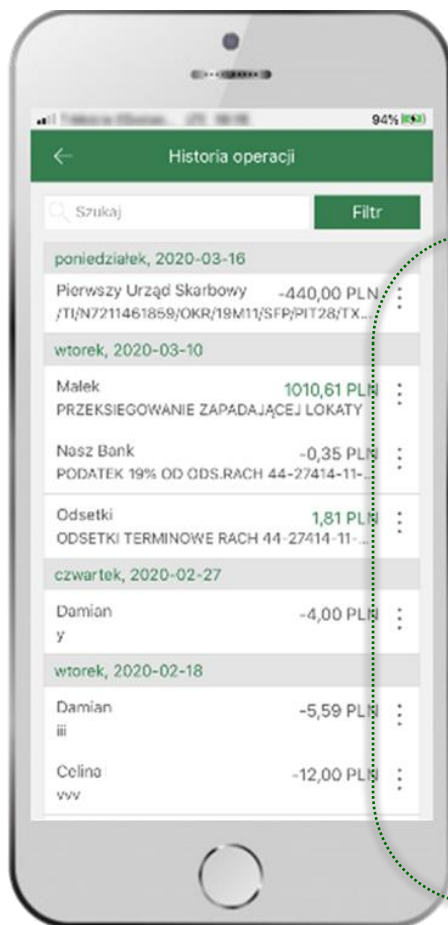 94%
Historia operacji
Szukaj
Filtr
poniedziałek, 2020-03-16
Pierwszy Urząd Skarbowy -440,00 PLN
/TI/N7211461859/OKR/19M11/SFP/PIT28/TX...
wtorek, 2020-03-10
Małek 1010,61 PLN
PRZEKSIEGOWANIE ZAPADAJĄCEJ LOKATY
Nasz Bank -0,35 PLN
PODATEK 19% OD ODS.RACH 44-27414-11-...
Odsetki 1,81 PLN
ODSETKI TERMINOWE RACH 44-27414-11-...
czwartek, 2020-02-27
Damian -4,00 PLN
y
wtorek, 2020-02-18
Damian -5,59 PLN
iii
Celina -12,00 PLN
vvv